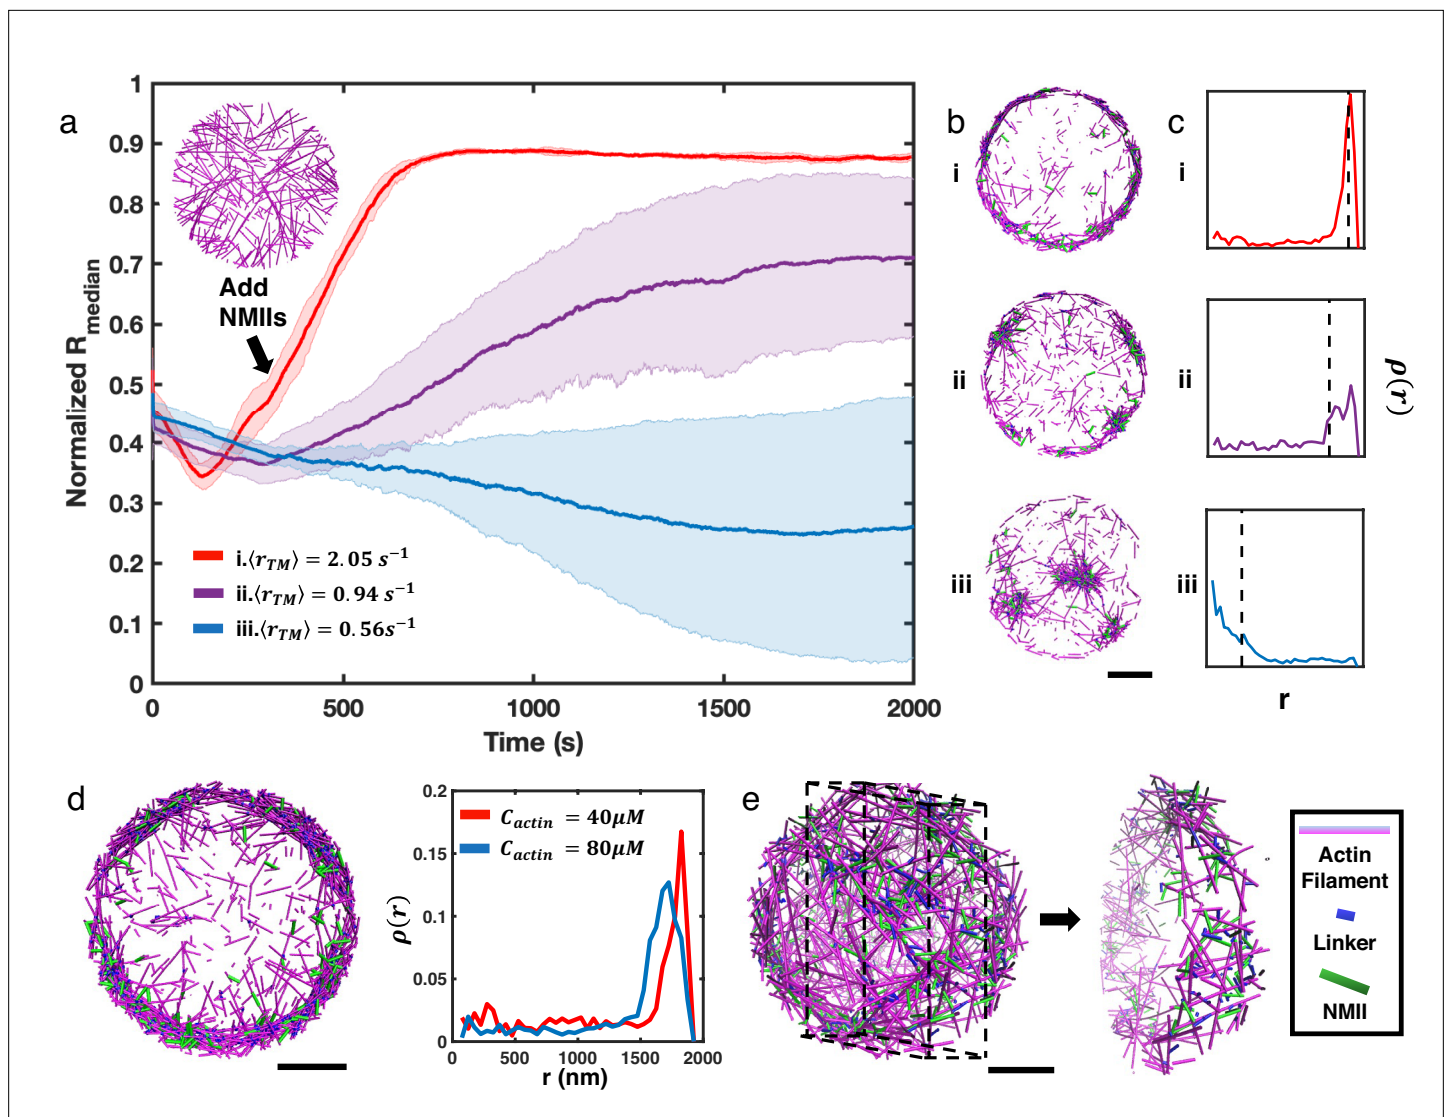 a
Normalized R_median
1
0.9
0.8
0.7
0.6
0.5
0.4
0.3
0.2
0.1
0
0
500
1000
1500
2000
Time (s)
Add
NMIIs
i.⟨r_TM⟩ = 2.05 s⁻¹
ii.⟨r_TM⟩ = 0.94 s⁻¹
iii.⟨r_TM⟩ = 0.56s⁻¹
b
i
ii
iii
c
i
ii
iii
ρ(r)
r
d
ρ(r)
0.2
0.15
0.1
0.05
0
0
500
1000
1500
2000
r (nm)
C_actin = 40μM
C_actin = 80μM
e
Actin
Filament
Linker
NMII